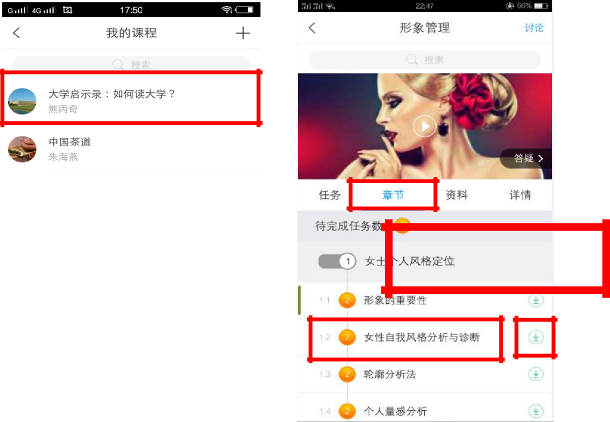 17:50
我的课程
搜索
大学启示录：如何读大学？
熊丙奇
中国茶道
朱海燕
22:47
66%
形象管理
讨论
搜索
答疑
任务 章节 资料 详情
待完成任务数
1 女士个人风格定位
1.1 2 形象的重要性
1.2 2 女性自我风格分析与诊断
1.3 2 轮廓分析法
1.4 2 个人量感分析